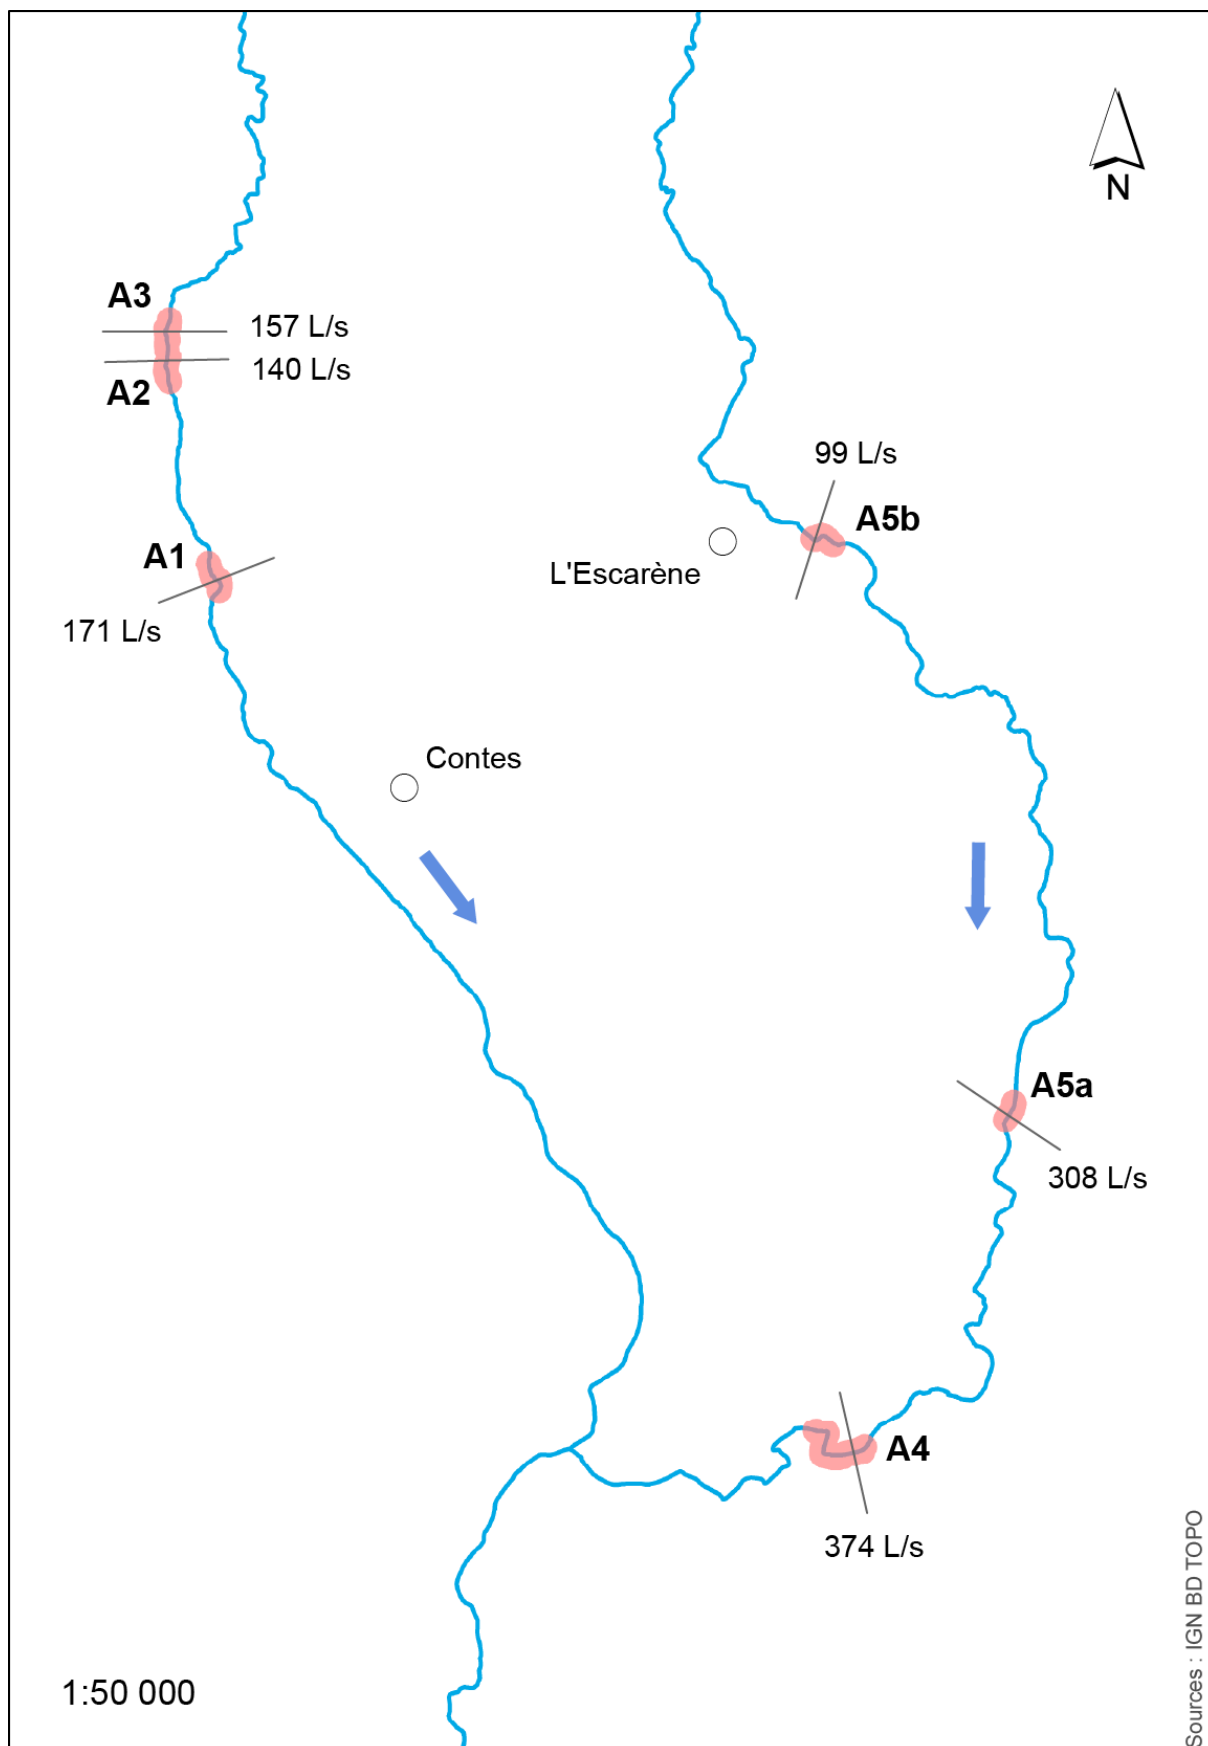 N
A3
157 L/s
140 L/s
A2
99 L/s
A5b
A1
L'Escarène
171 L/s
Contes
A5a
308 L/s
A4
374 L/s
1:50 000
Sources : IGN BD TOPO